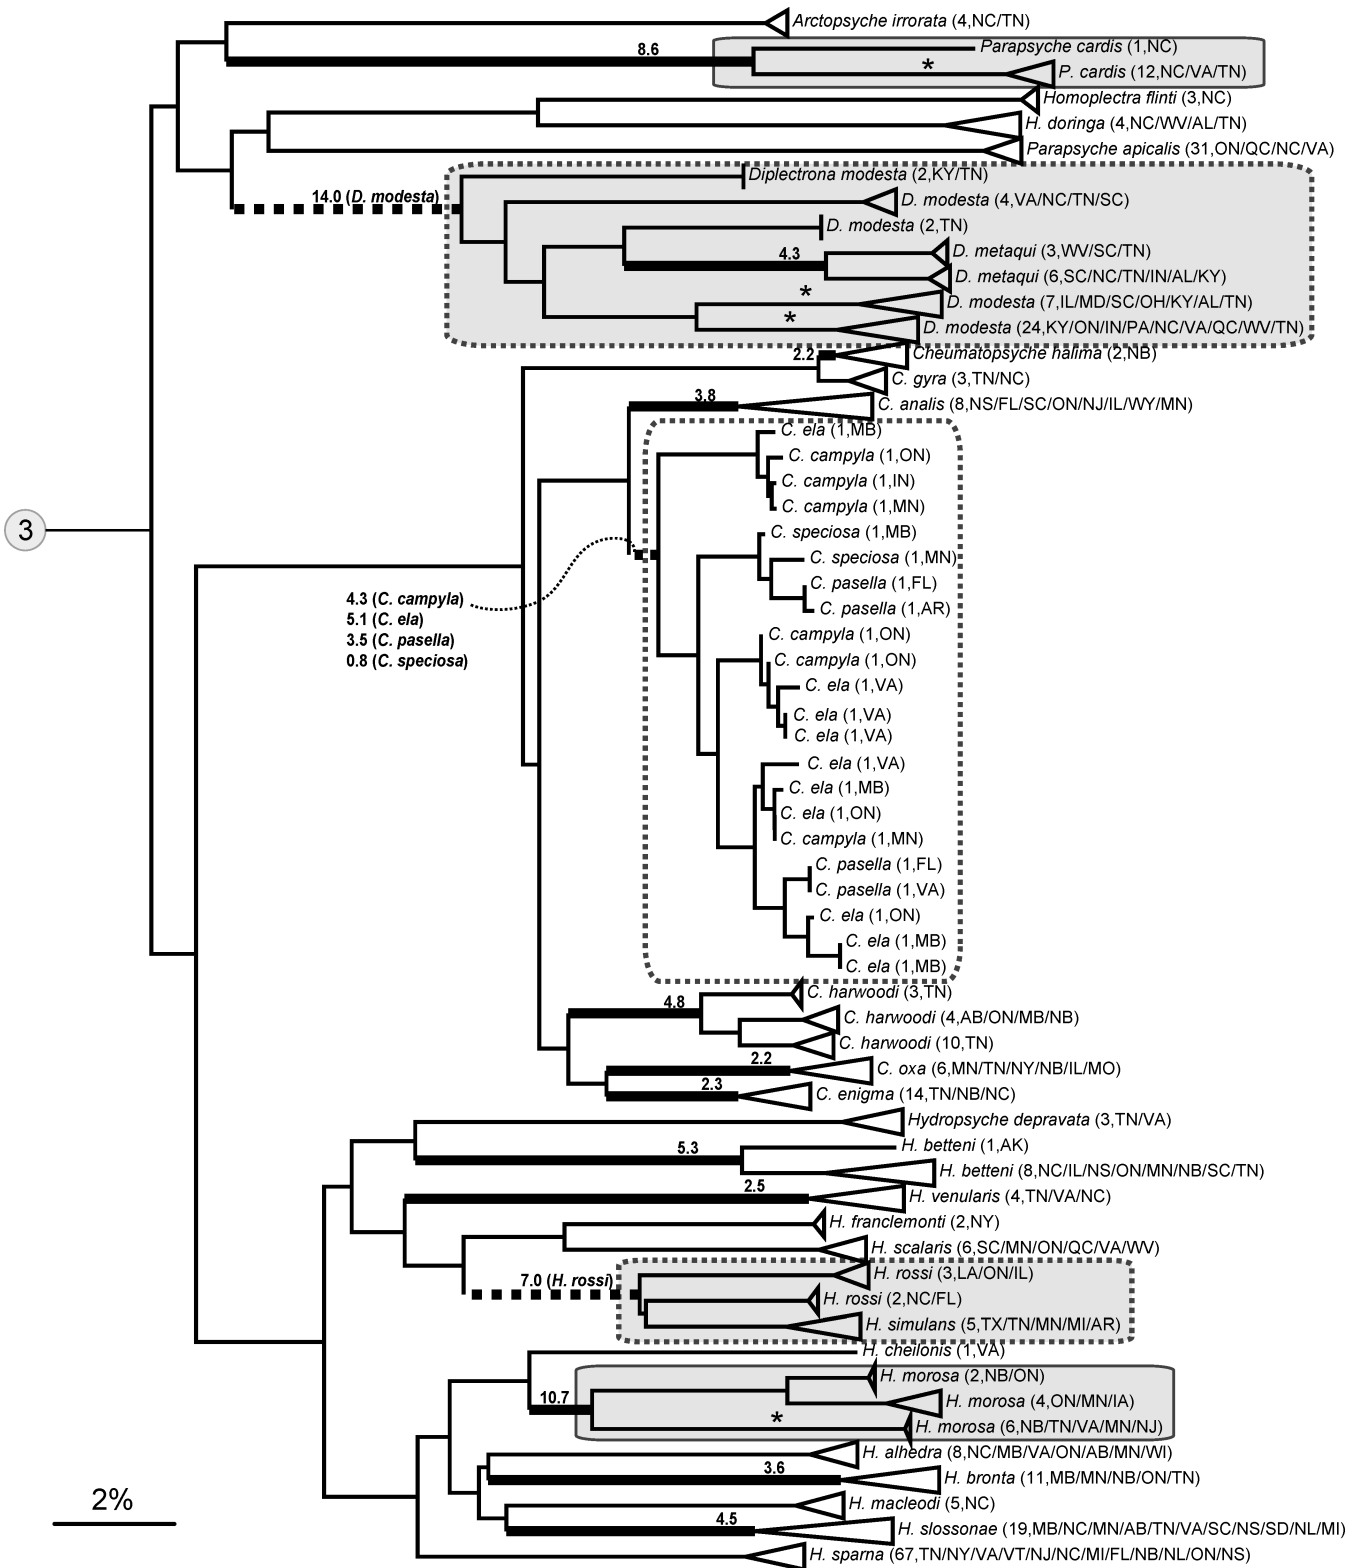 Arctopsyche irrorata (4,NC/TN)
8.6
Parapsyche cardis (1,NC)
*
P. cardis (12,NC/VA/TN)
Homoplectra flinti (3,NC)
H. doringa (4,NC/WV/AL/TN)
Parapsyche apicalis (31,ON/QC/NC/VA)
Diplectrona modesta (2,KY/TN)
14.0 (D. modesta)
D. modesta (4,VA/NC/TN/SC)
D. modesta (2,TN)
4.3
D. metaqui (3,WV/SC/TN)
D. metaqui (6,SC/NC/TN/IN/AL/KY)
*
D. modesta (7,IL/MD/SC/OH/KY/AL/TN)
*
D. modesta (24,KY/ON/IN/PA/NC/VA/QC/WV/TN)
2.2
Cheumatopsyche halima (2,NB)
C. gyra (3,TN/NC)
3.8
C. analis (8,NS/FL/SC/ON/NJ/IL/WY/MN)
C. ela (1,MB)
C. campyla (1,ON)
C. campyla (1,IN)
C. campyla (1,MN)
3
C. speciosa (1,MB)
C. speciosa (1,MN)
C. pasella (1,FL)
4.3 (C. campyla)
C. pasella (1,AR)
5.1 (C. ela)
C. campyla (1,ON)
3.5 (C. pasella)
0.8 (C. speciosa)
C. campyla (1,ON)
C. ela (1,VA)
C. ela (1,VA)
C. ela (1,VA)
C. ela (1,VA)
C. ela (1,MB)
C. ela (1,ON)
C. campyla (1,MN)
C. pasella (1,FL)
C. pasella (1,VA)
C. ela (1,ON)
C. ela (1,MB)
C. ela (1,MB)
4.8
C. harwoodi (3,TN)
C. harwoodi (4,AB/ON/MB/NB)
C. harwoodi (10,TN)
2.2
C. oxa (6,MN/TN/NY/NB/IL/MO)
2.3
C. enigma (14,TN/NB/NC)
Hydropsyche depravata (3,TN/VA)
5.3
H. betteni (1,AK)
H. betteni (8,NC/IL/NS/ON/MN/NB/SC/TN)
2.5
H. venularis (4,TN/VA/NC)
H. franclemonti (2,NY)
H. scalaris (6,SC/MN/ON/QC/VA/WV)
7.0 (H. rossi)
H. rossi (3,LA/ON/IL)
H. rossi (2,NC/FL)
H. simulans (5,TX/TN/MN/MI/AR)
H. cheilonis (1,VA)
H. morosa (2,NB/ON)
10.7
H. morosa (4,ON/MN/IA)
*
H. morosa (6,NB/TN/VA/MN/NJ)
H. alhedra (8,NC/MB/VA/ON/AB/MN/WI)
3.6
H. bronta (11,MB/MN/NB/ON/TN)
2%
H. macleodi (5,NC)
4.5
H. slossonae (19,MB/NC/MN/AB/TN/VA/SC/NS/SD/NL/MI)
H. sparna (67,TN/NY/VA/VT/NJ/NC/MI/FL/NB/NL/ON/NS)